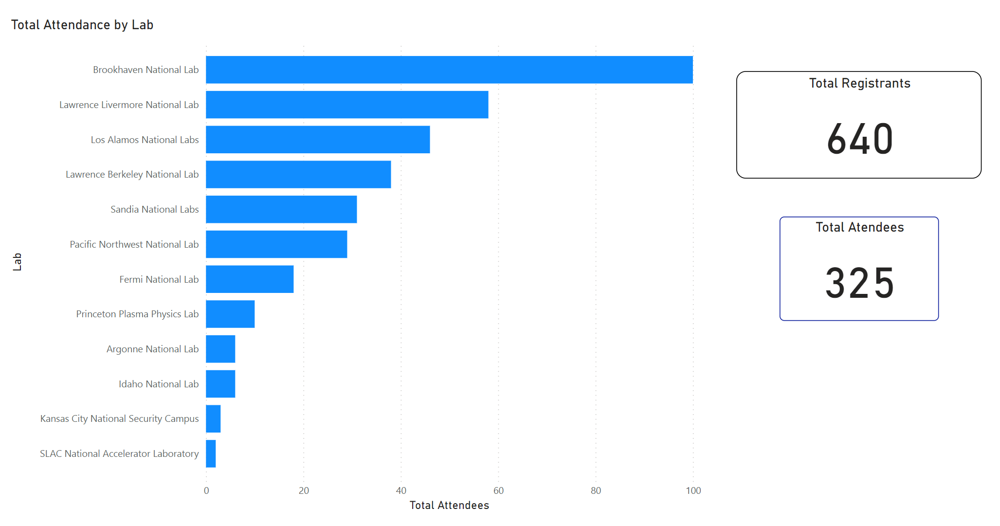 Total Attendance by Lab
Brookhaven National Lab
Lawrence Livermore National Lab
Los Alamos National Labs
Lawrence Berkeley National Lab
Sandia National Labs
Pacific Northwest National Lab
Fermi National Lab
Princeton Plasma Physics Lab
Argonne National Lab
Idaho National Lab
Kansas City National Security Campus
SLAC National Accelerator Laboratory
Lab
0 20 40 60 80 100
Total Attendees
Total Registrants
640
Total Atendees
325